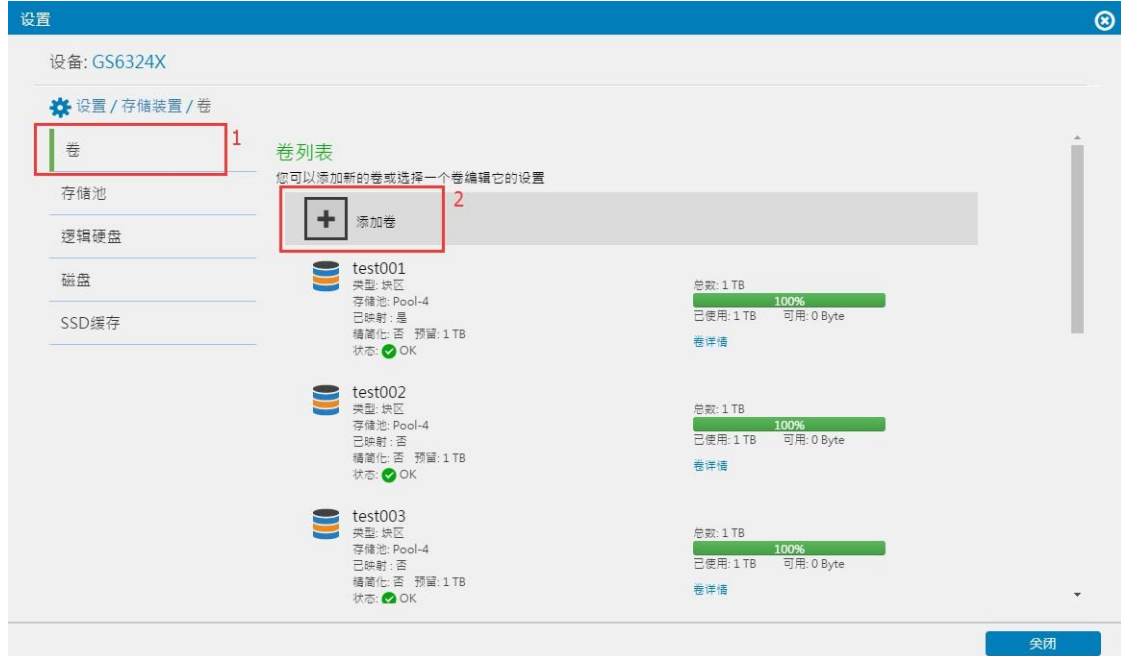 设置
设备: GS6324X
设置 / 存储装置 / 卷
卷
1
存储池
逻辑硬盘
磁盘
SSD缓存
卷列表
您可以添加新的卷或选择一个卷编辑它的设置
添加卷
2
test001
类型: 块区
存储池: Pool-4
已映射 : 是
精简化: 否 预留: 1 TB
状态: OK
总数: 1 TB
100%
已使用: 1 TB 可用: 0 Byte
卷详情
test002
类型: 块区
存储池: Pool-4
已映射 : 否
精简化: 否 预留: 1 TB
状态: OK
总数: 1 TB
100%
已使用: 1 TB 可用: 0 Byte
卷详情
test003
类型: 块区
存储池: Pool-4
已映射 : 否
精简化: 否 预留: 1 TB
状态: OK
总数: 1 TB
100%
已使用: 1 TB 可用: 0 Byte
卷详情
关闭